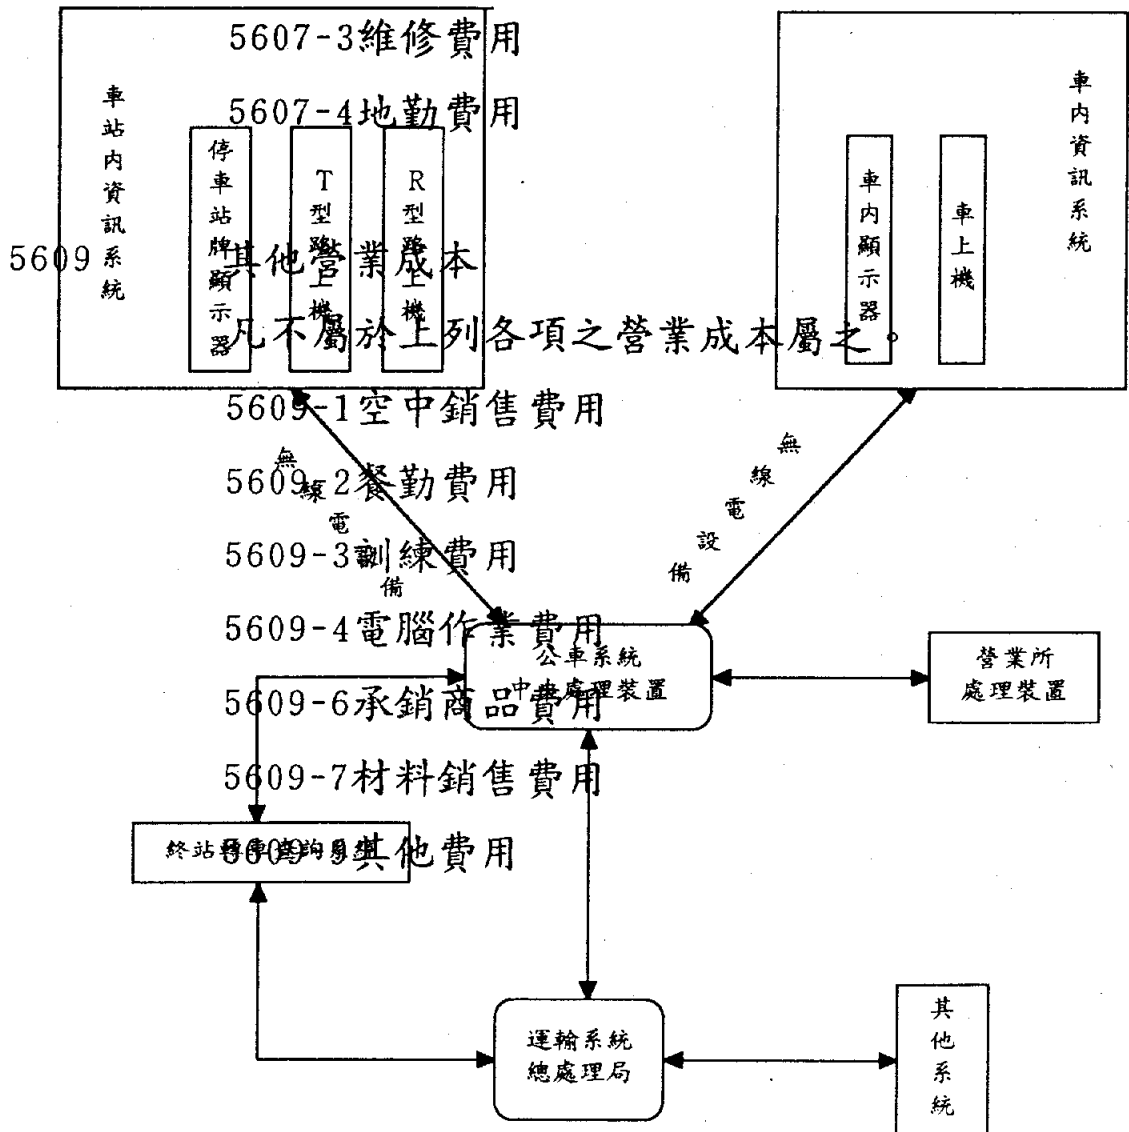 5607-3維修費用
5607-4地勤費用
5609
其他營業成本
凡不屬於上列各項之營業成本屬之。
5609-1空中銷售費用
5609-2餐勤費用
5609-3訓練費用
5609-4電腦作業費用
5609-6承銷商品費用
5609-7材料銷售費用
5609-9其他費用
車站內資訊系統
停車站牌顯示器
T型路上機
R型路上機
車內顯示器
車上機
車內資訊系統
無線電備
無線電設備
公車系統
中央處理裝置
營業所
處理裝置
終站轉車查詢系統
運輸系統
總處理局
其他系統